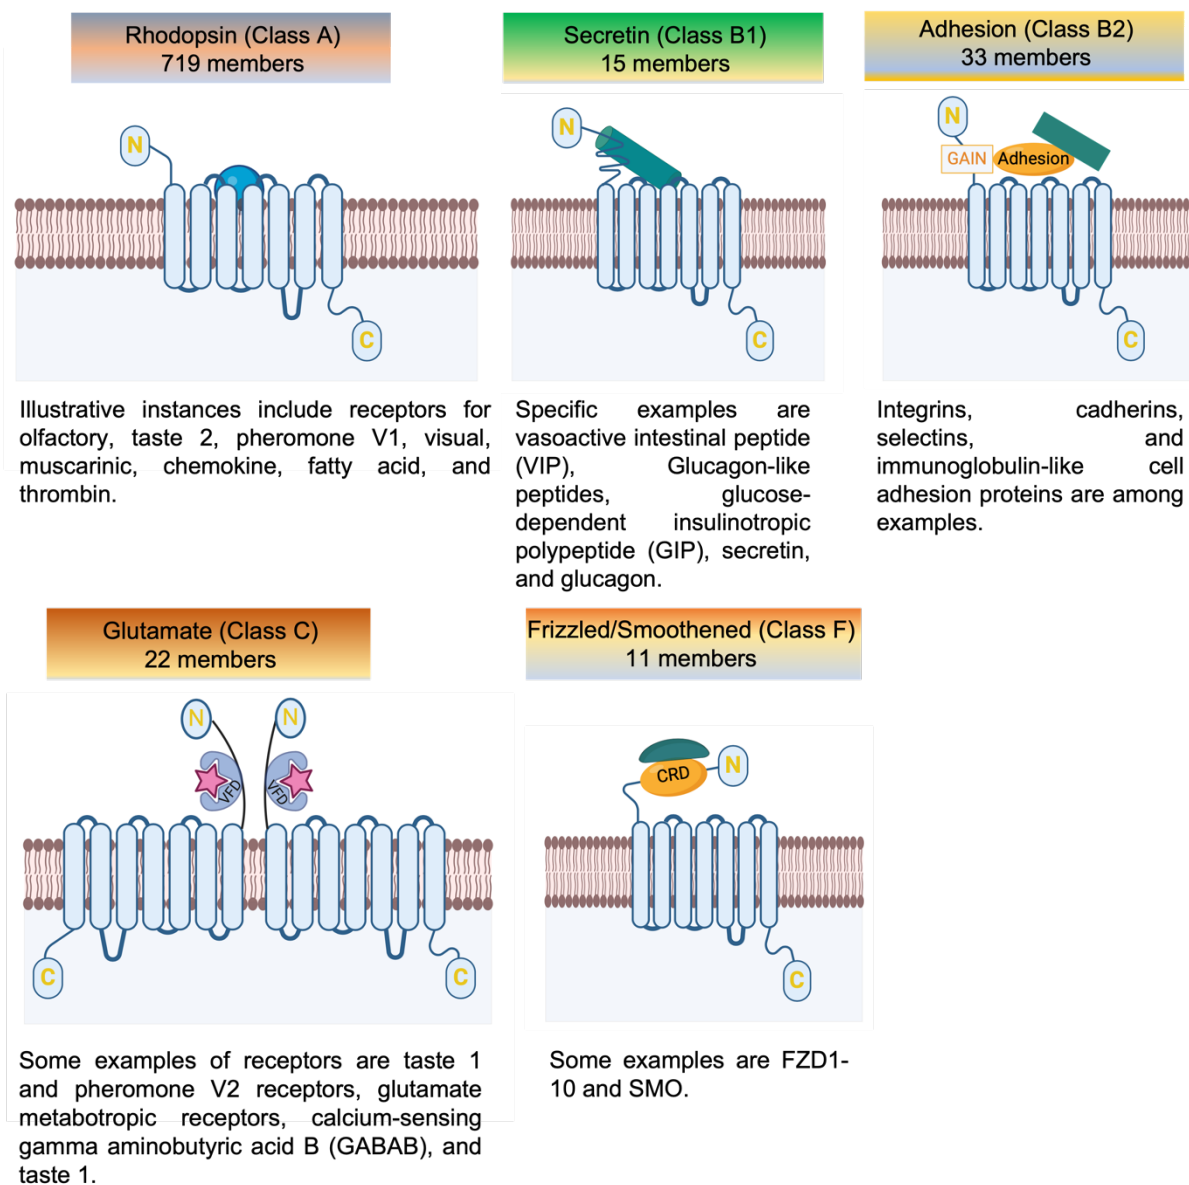 Rhodopsin (Class A)
719 members
Secretin (Class B1)
15 members
Adhesion (Class B2)
33 members
N
C
N
C
N
GAIN
Adhesion
C
Illustrative instances include receptors for
olfactory, taste 2, pheromone V1, visual,
muscarinic, chemokine, fatty acid, and
thrombin.
Specific examples are
vasoactive intestinal peptide
(VIP), Glucagon-like
peptides, glucose-
dependent insulinotropic
polypeptide (GIP), secretin,
and glucagon.
Integrins, cadherins,
selectins, and
immunoglobulin-like cell
adhesion proteins are among
examples.
Glutamate (Class C)
22 members
Frizzled/Smoothened (Class F)
11 members
N
N
VFD
VFD
C
C
CRD
N
C
Some examples of receptors are taste 1
and pheromone V2 receptors, glutamate
metabotropic receptors, calcium-sensing
gamma aminobutyric acid B (GABAB), and
taste 1.
Some examples are FZD1-
10 and SMO.